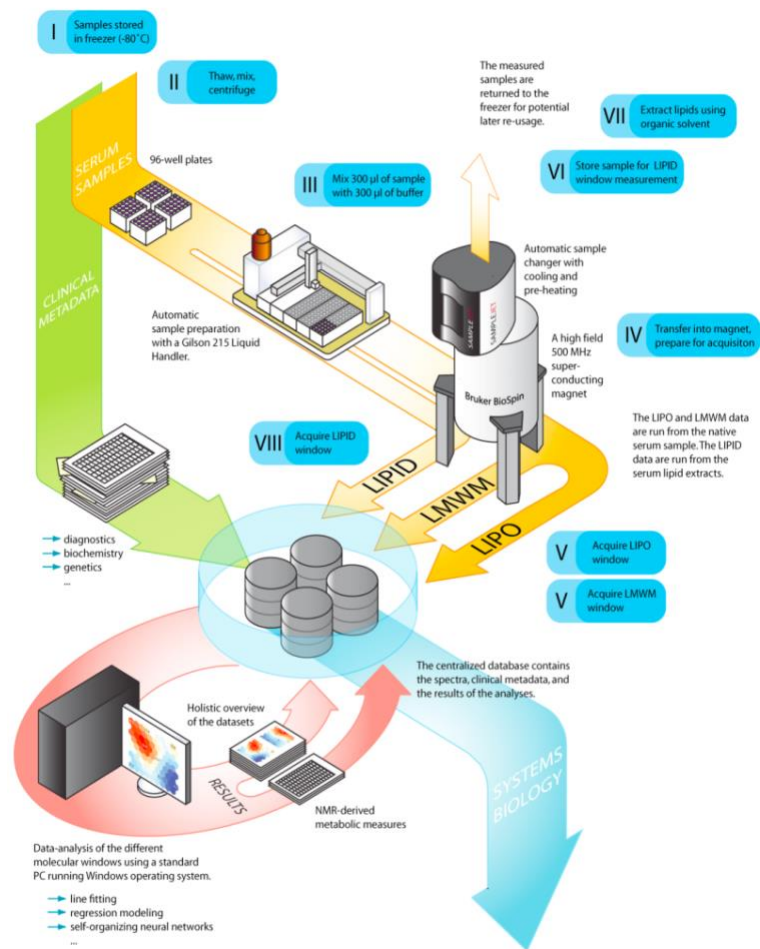 I
Samples stored
in freezer (-80˚C)
II
Thaw, mix,
centrifuge
The measured
samples are
returned to the
freezer for potential
later re-usage.
VII
Extract lipids using
organic solvent
VI
Store sample for LIPID
window measurement
SERUM
SAMPLES
96-well plates
III
Mix 300 µl of sample
with 300 µl of buffer
CLINICAL
METADATA
Automatic sample
changer with
cooling and
pre-heating
SAMPLEJET
SAMPLEJET
Automatic
sample preparation
with a Gilson 215 Liquid
Handler.
IV
Transfer into magnet,
prepare for acquisiton
A high field
500 MHz
super-
conducting
magnet
Bruker BioSpin
The LIPO and LMWM data
are run from the native
serum sample. The LIPID
data are run from the
serum lipid extracts.
VIII
Acquire LIPID
window
LIPID
LMWM
LIPO
diagnostics
biochemistry
genetics
...
V
Acquire LIPO
window
V
Acquire LMWM
window
The centralized database contains
the spectra, clinical metadata, and
the results of the analyses.
Holistic overview
of the datasets
RESULTS
NMR-derived
metabolic measures
SYSTEMS
BIOLOGY
Data-analysis of the different
molecular windows using a standard
PC running Windows operating system.
line fitting
regression modeling
self-organizing neural networks
...